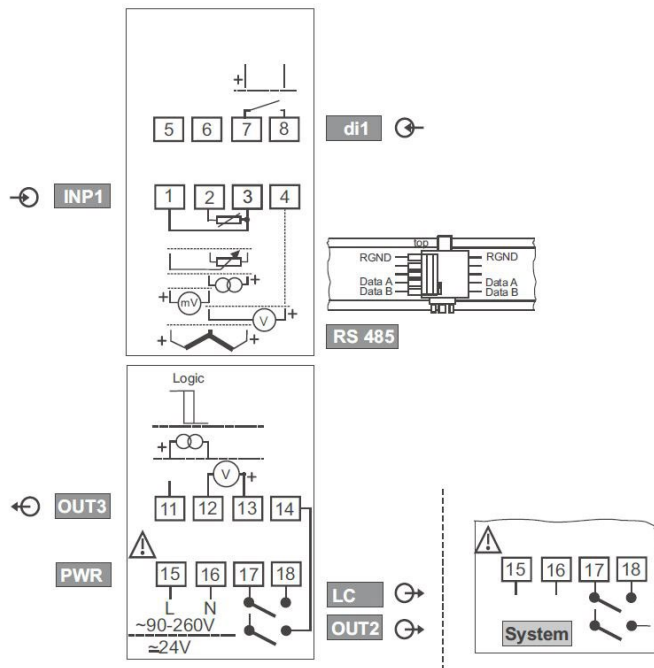 +
5 6 7 8
di1
INP1
1 2 3 4
top
RGND RGND
Data A Data A
Data B Data B
+ +
mV
+
V
+
+ +
RS 485
Logic
+
V
+
OUT3
11 12 13 14
PWR
15 16 17 18
L N
~90-260V
≂24V
LC
OUT2
15 16 17 18
System